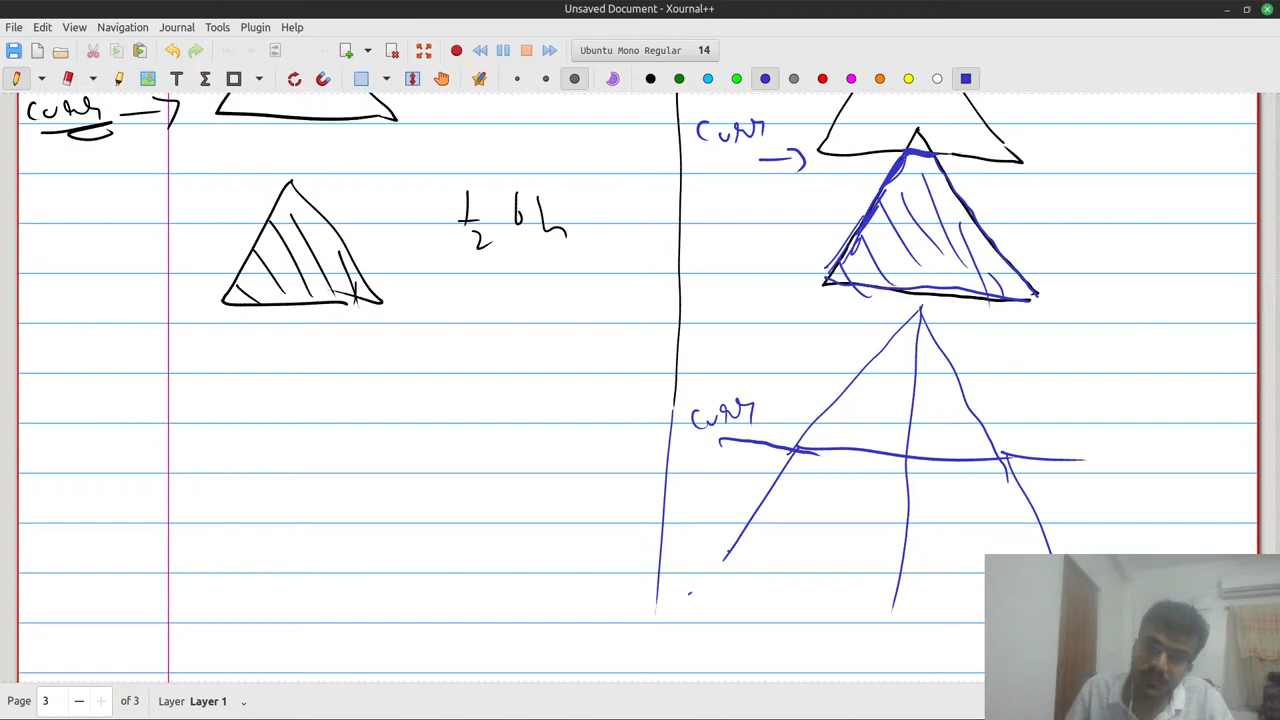 Unsaved Document - Xournal++
File Edit View Navigation Journal Tools Plugin Help
Ubuntu Mono Regular 14
curr
curr
1/2 b h
curr
Page 3 of 3 Layer Layer 1